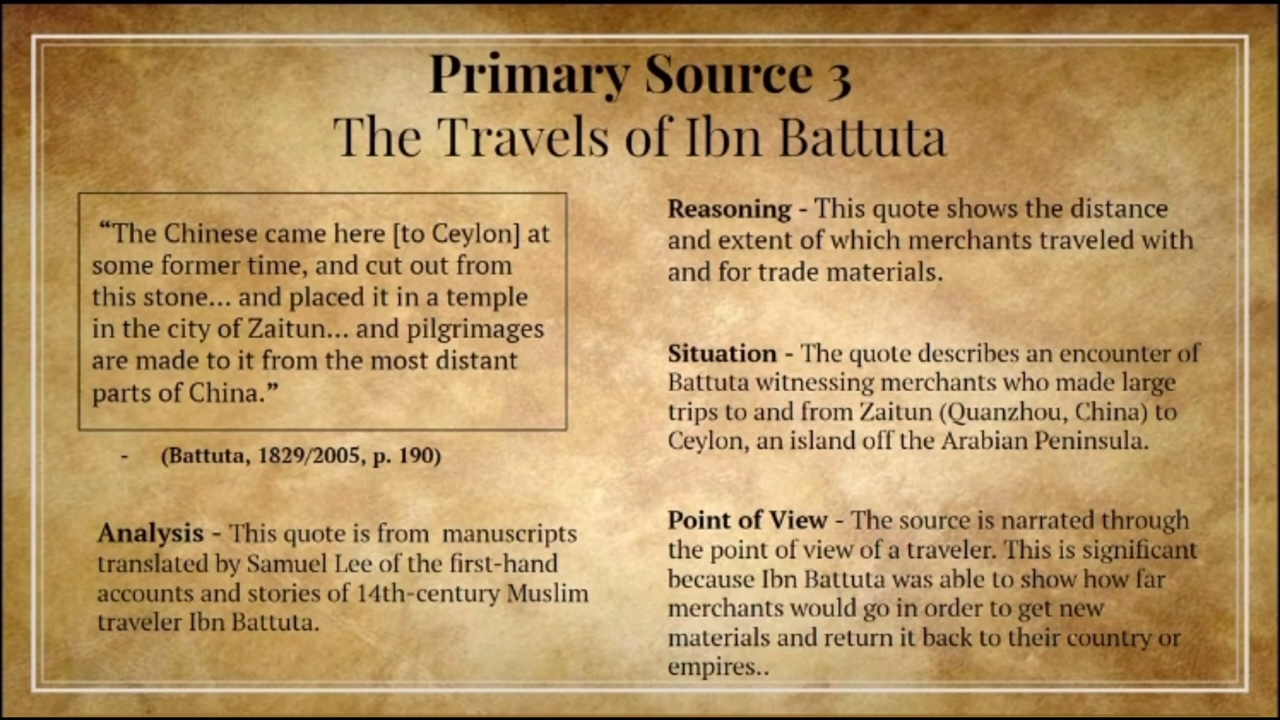 Primary Source 3
The Travels of Ibn Battuta
“The Chinese came here [to Ceylon] at
some former time, and cut out from
this stone... and placed it in a temple
in the city of Zaitun... and pilgrimages
are made to it from the most distant
parts of China.”
- (Battuta, 1829/2005, p. 190)
Analysis - This quote is from manuscripts
translated by Samuel Lee of the first-hand
accounts and stories of 14th-century Muslim
traveler Ibn Battuta.
Reasoning - This quote shows the distance
and extent of which merchants traveled with
and for trade materials.
Situation - The quote describes an encounter of
Battuta witnessing merchants who made large
trips to and from Zaitun (Quanzhou, China) to
Ceylon, an island off the Arabian Peninsula.
Point of View - The source is narrated through
the point of view of a traveler. This is significant
because Ibn Battuta was able to show how far
merchants would go in order to get new
materials and return it back to their country or
empires..